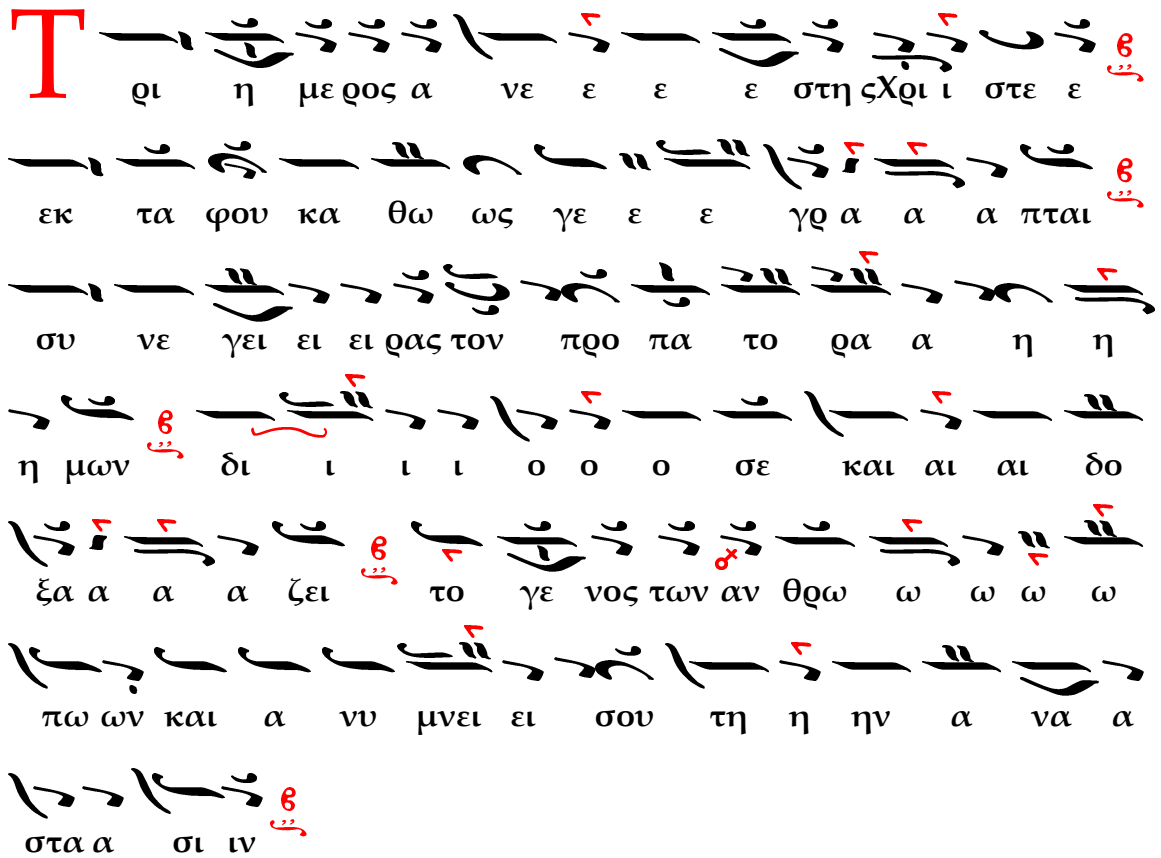 Τ ρι η με ρος α νε ε ε ε στη ςΧρι ι στε ε
εκ τα φου κα θω ως γε ε ε γρ α α α πται
συ νε γει ει ει ρας τον προ πα το ρα α η η
η μων δι ι ι ι ο ο ο σε και αι αι δο
ξα α α α ζει το γε νος των αν θρω ω ω ω ω
πω ων και α νυ μνει ει σου τη η ην α να α
στα α σι ιν